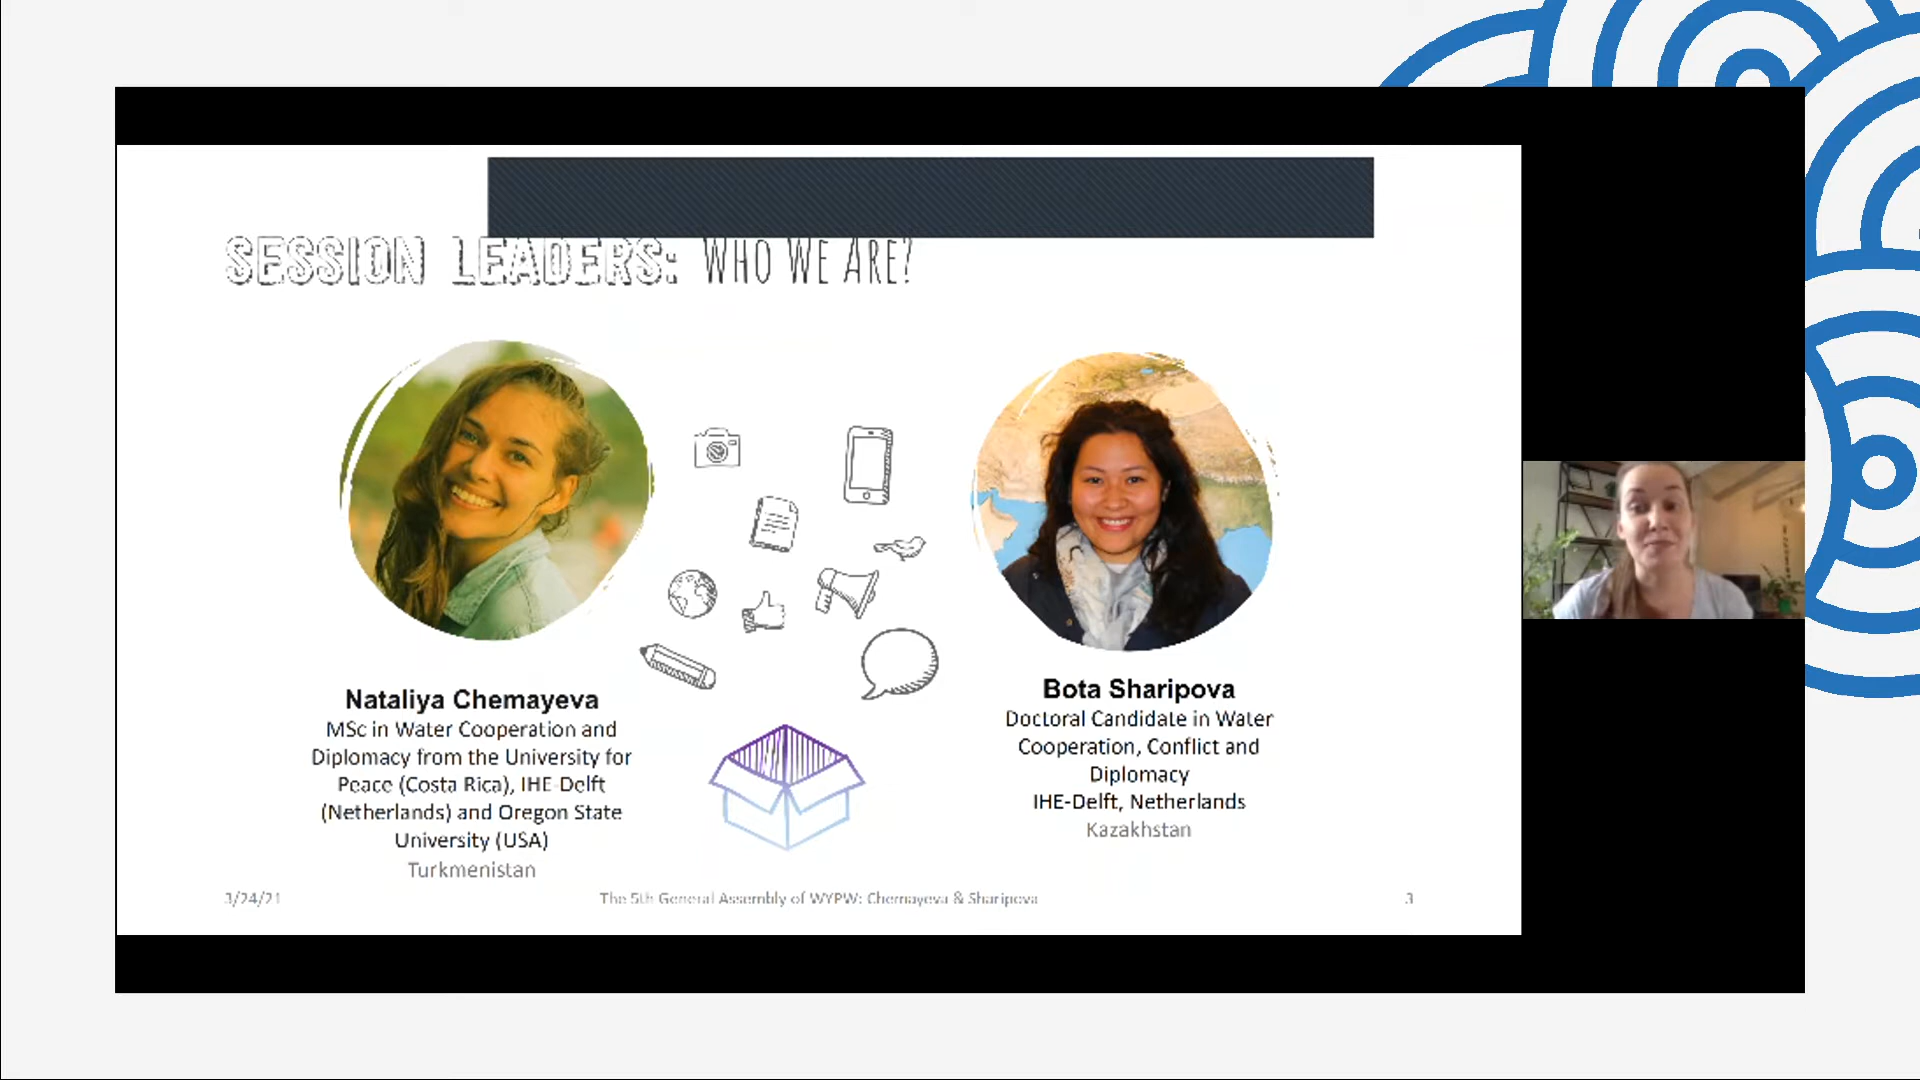 SESSION LEADERS: WHO WE ARE?
Nataliya Chemayeva
MSc in Water Cooperation and
Diplomacy from the University for
Peace (Costa Rica), IHE-Delft
(Netherlands) and Oregon State
University (USA)
Turkmenistan
Bota Sharipova
Doctoral Candidate in Water
Cooperation, Conflict and
Diplomacy
IHE-Delft, Netherlands
Kazakhstan
3/24/21
The 5th General Assembly of WYPW: Chemayeva & Sharipova
3